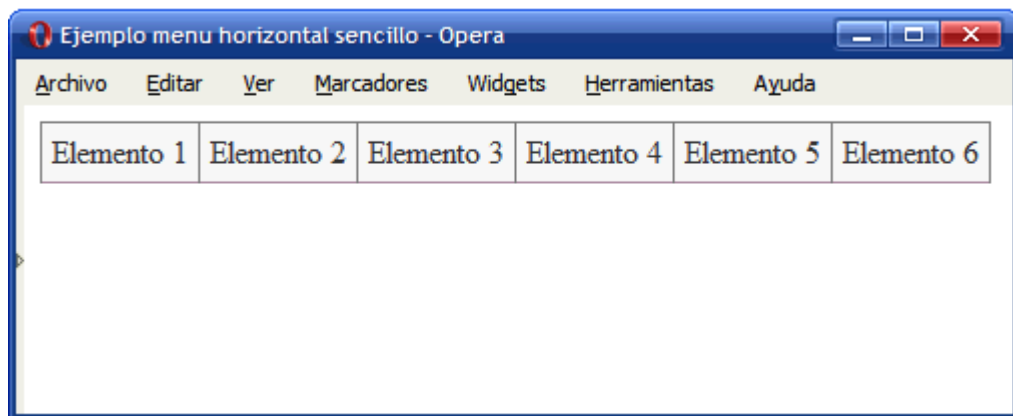 Ejemplo menu horizontal sencillo - Opera
Archivo Editar Ver Marcadores Widgets Herramientas Ayuda
Elemento 1 Elemento 2 Elemento 3 Elemento 4 Elemento 5 Elemento 6